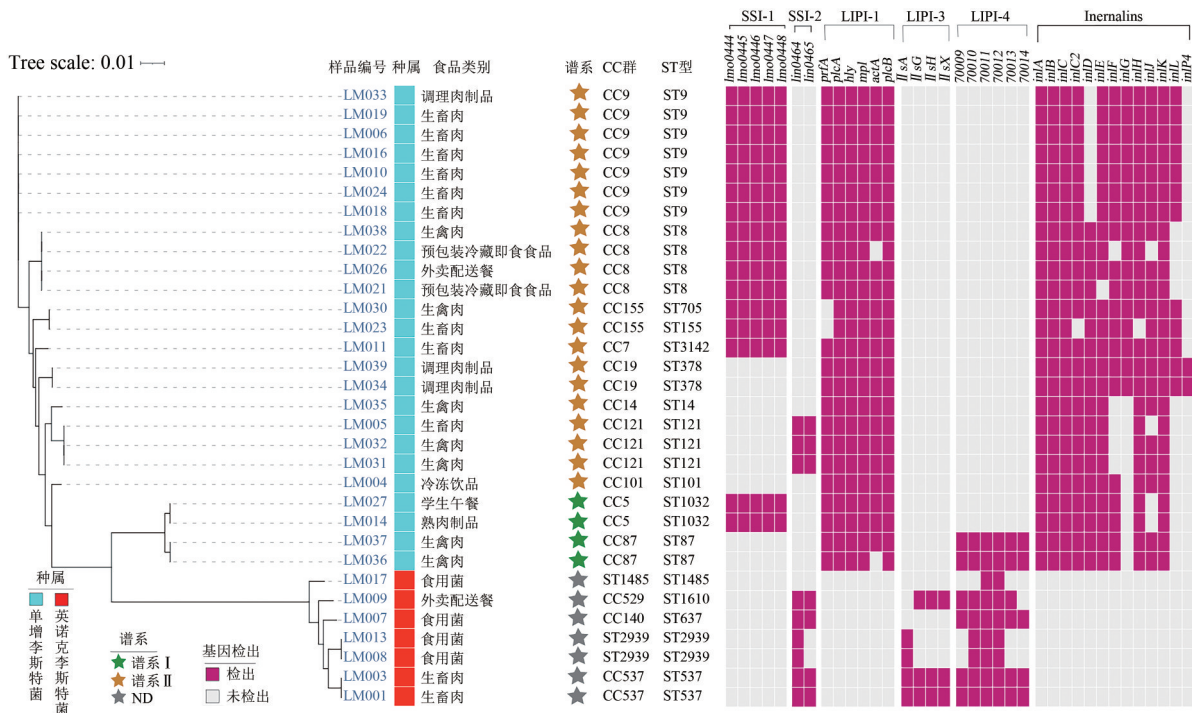 SSI-1 SSI-2 LIPI-1 LIPI-3 LIPI-4 Inernalins
lmo0444 lmo0445 lmo0446 lmo0447 lmo0448 lin0464 lin0465 prfA plcA hly mpl actA plcB ll sA ll sG ll sH ll sX 70009 70010 70011 70012 70013 70014 inlA inlB inlC inlC2 inlD inlE inlF inlG inlH inlJ inlK inlI inlP4
Tree scale: 0.01
样品编号 种属 食品类别 谱系 CC群 ST型
LM033 调理肉制品 CC9 ST9
LM019 生畜肉 CC9 ST9
LM006 生畜肉 CC9 ST9
LM016 生畜肉 CC9 ST9
LM010 生畜肉 CC9 ST9
LM024 生畜肉 CC9 ST9
LM018 生畜肉 CC9 ST9
LM038 生禽肉 CC8 ST8
LM022 预包装冷藏即食食品 CC8 ST8
LM026 外卖配送餐 CC8 ST8
LM021 预包装冷藏即食食品 CC8 ST8
LM030 生禽肉 CC155 ST705
LM023 生畜肉 CC155 ST155
LM011 生畜肉 CC7 ST3142
LM039 调理肉制品 CC19 ST378
LM034 调理肉制品 CC19 ST378
LM035 生禽肉 CC14 ST14
LM005 生畜肉 CC121 ST121
LM032 生禽肉 CC121 ST121
LM031 生禽肉 CC121 ST121
LM004 冷冻饮品 CC101 ST101
LM027 学生午餐 CC5 ST1032
LM014 熟肉制品 CC5 ST1032
LM037 生禽肉 CC87 ST87
LM036 生禽肉 CC87 ST87
LM017 食用菌 ST1485 ST1485
LM009 外卖配送餐 CC529 ST1610
LM007 食用菌 CC140 ST637
LM013 食用菌 ST2939 ST2939
LM008 食用菌 ST2939 ST2939
LM003 生畜肉 CC537 ST537
LM001 生畜肉 CC537 ST537
种属
单增李斯特菌
英诺克李斯特菌
谱系
谱系 I
谱系 II
ND
基因检出
检出
未检出